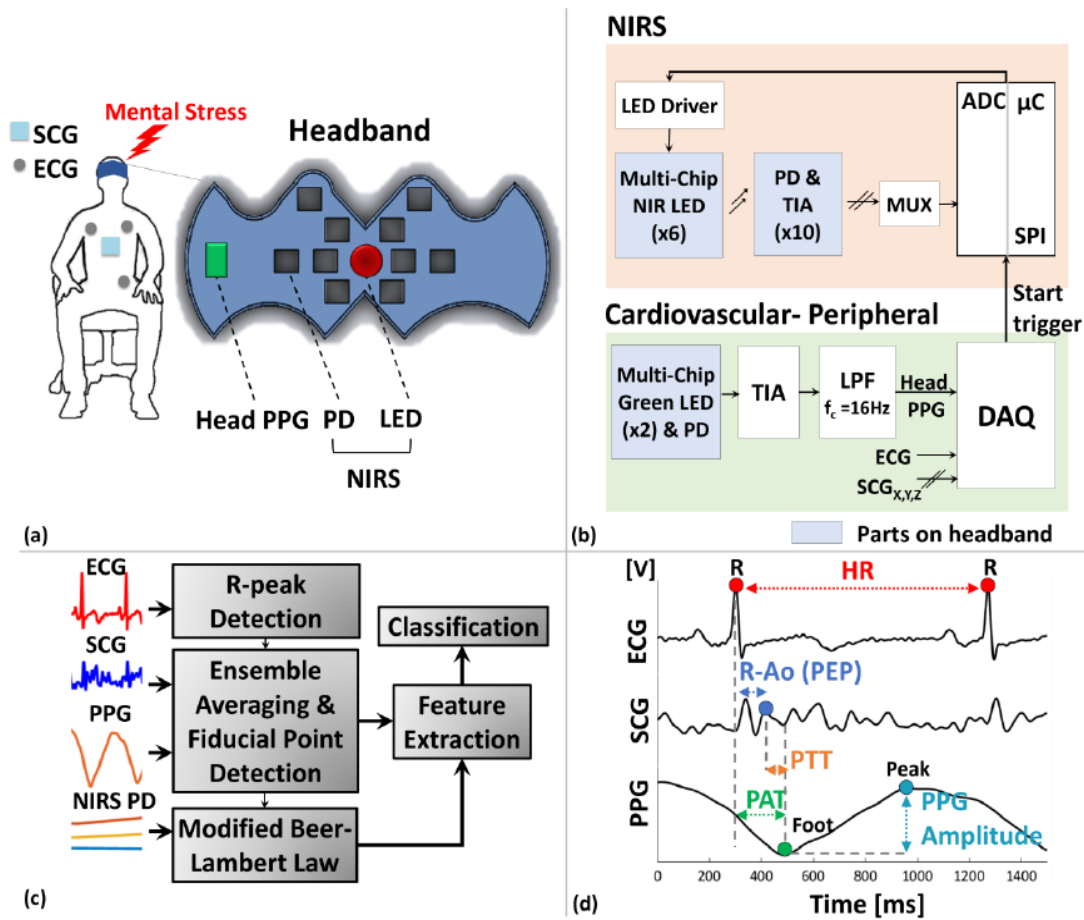 Mental Stress
SCG
ECG
Headband
Head PPG PD LED
NIRS
(a)
NIRS
LED Driver
Multi-Chip
NIR LED
(x6)
PD &
TIA
(x10)
MUX
ADC µC
SPI
Start
trigger
Cardiovascular- Peripheral
Multi-Chip
Green LED
(x2) & PD
TIA
LPF
fc =16Hz
Head
PPG
ECG
SCGX,Y,Z
DAQ
(b)
Parts on headband
ECG
R-peak
Detection
SCG
Ensemble
Averaging &
Fiducial Point
Detection
PPG
NIRS PD
Modified Beer-
Lambert Law
Classification
Feature
Extraction
(c)
[V]
R
HR
R
ECG
R-Ao (PEP)
SCG
PTT
PPG
PAT
Foot
Peak
PPG
Amplitude
0 200 400 600 800 1000 1200 1400
(d)
Time [ms]